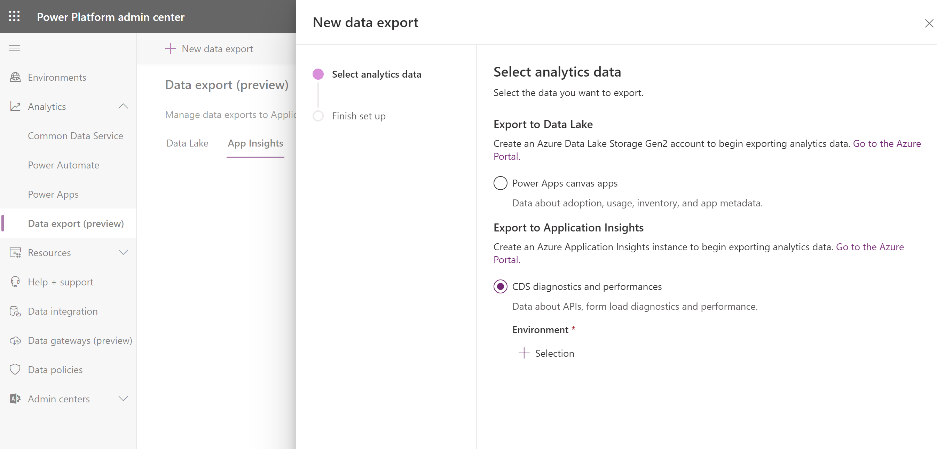 Power Platform admin center
New data export
Environments
Analytics
Common Data Service
Power Automate
Power Apps
Data export (preview)
Resources
Help + support
Data integration
Data gateways (preview)
Data policies
Admin centers
New data export
Data export (preview)
Manage data exports to Applic
Data Lake
App Insights
Select analytics data
Finish set up
Select analytics data
Select the data you want to export.
Export to Data Lake
Create an Azure Data Lake Storage Gen2 account to begin exporting analytics data. Go to the Azure
Portal.
Power Apps canvas apps
Data about adoption, usage, inventory, and app metadata.
Export to Application Insights
Create an Azure Application Insights instance to begin exporting analytics data. Go to the Azure
Portal.
CDS diagnostics and performances
Data about APIs, form load diagnostics and performance.
Environment *
Selection